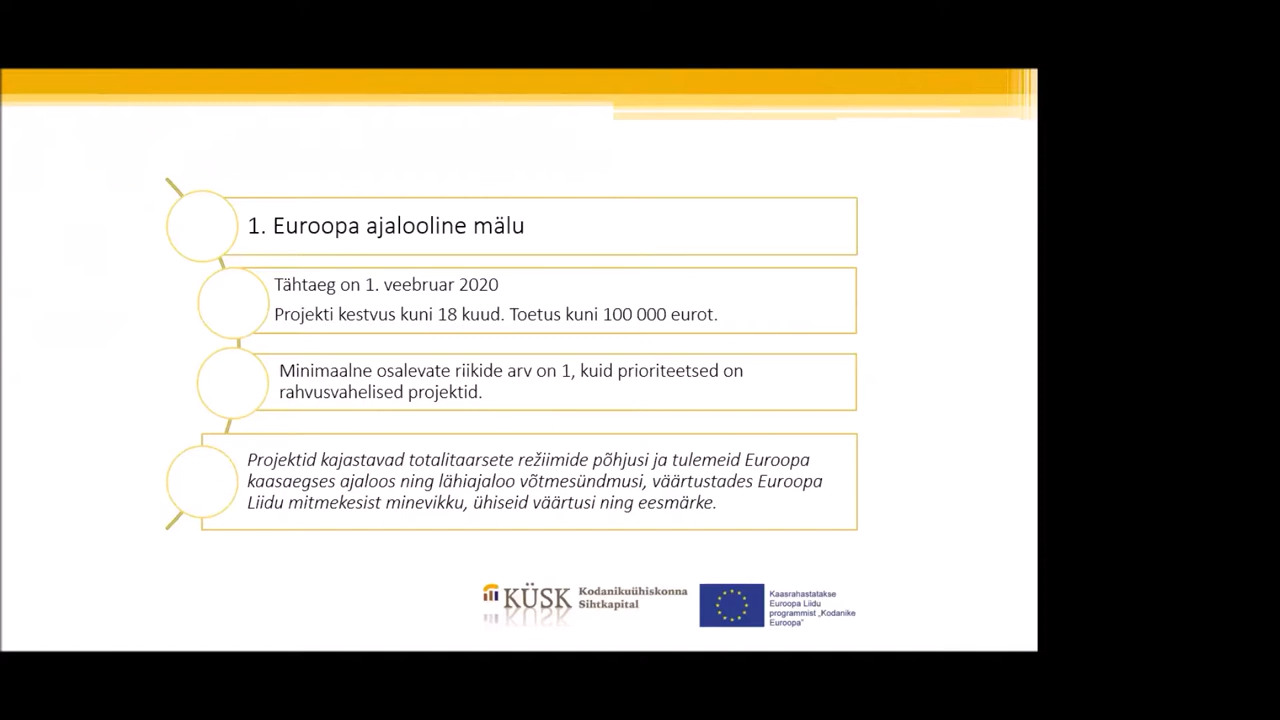 1. Euroopa ajalooline mälu
Tähtaeg on 1. veebruar 2020
Projekti kestvus kuni 18 kuud. Toetus kuni 100 000 eurot.
Minimaalne osalevate riikide arv on 1, kuid prioriteetsed on
rahvusvahelised projektid.
Projektid kajastavad totalitaarsete režiimide põhjusi ja tulemeid Euroopa
kaasaegses ajaloos ning lähiajaloo võtmesündmusi, väärtustades Euroopa
Liidu mitmekesist minevikku, ühiseid väärtusi ning eesmärke.
KÜSK
Kodanikuühiskonna
Sihtkapital
Kaasrahastatakse
Euroopa Liidu
programmist „Kodanike
Euroopa"